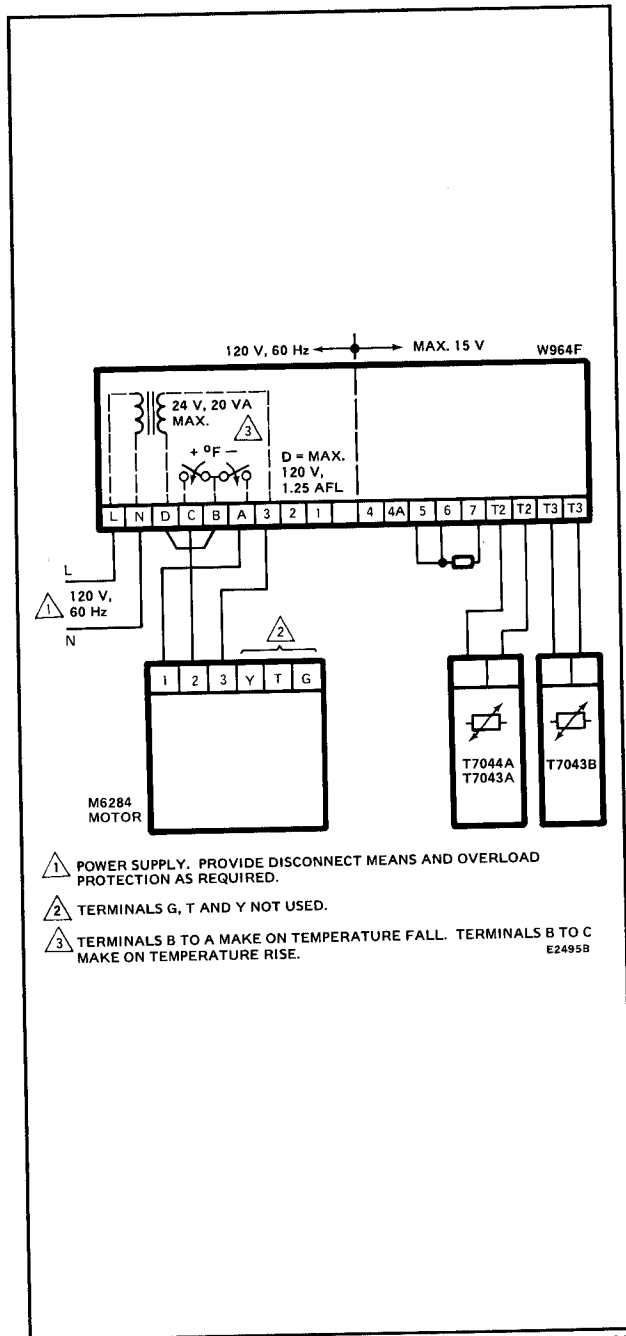 120 V, 60 Hz
MAX. 15 V
W964F
24 V, 20 VA
MAX.
3
+ °F −
D = MAX.
120 V,
1.25 AFL
L N D C B A 3 2 1 4 4A 5 6 7 T2 T2 T3 T3
L
1 120 V,
60 Hz
N
2
1 2 3 Y T G
M6284
MOTOR
T7044A
T7043A
T7043B
1 POWER SUPPLY. PROVIDE DISCONNECT MEANS AND OVERLOAD
PROTECTION AS REQUIRED.
2 TERMINALS G, T AND Y NOT USED.
3 TERMINALS B TO A MAKE ON TEMPERATURE FALL. TERMINALS B TO C
MAKE ON TEMPERATURE RISE.
E2495B